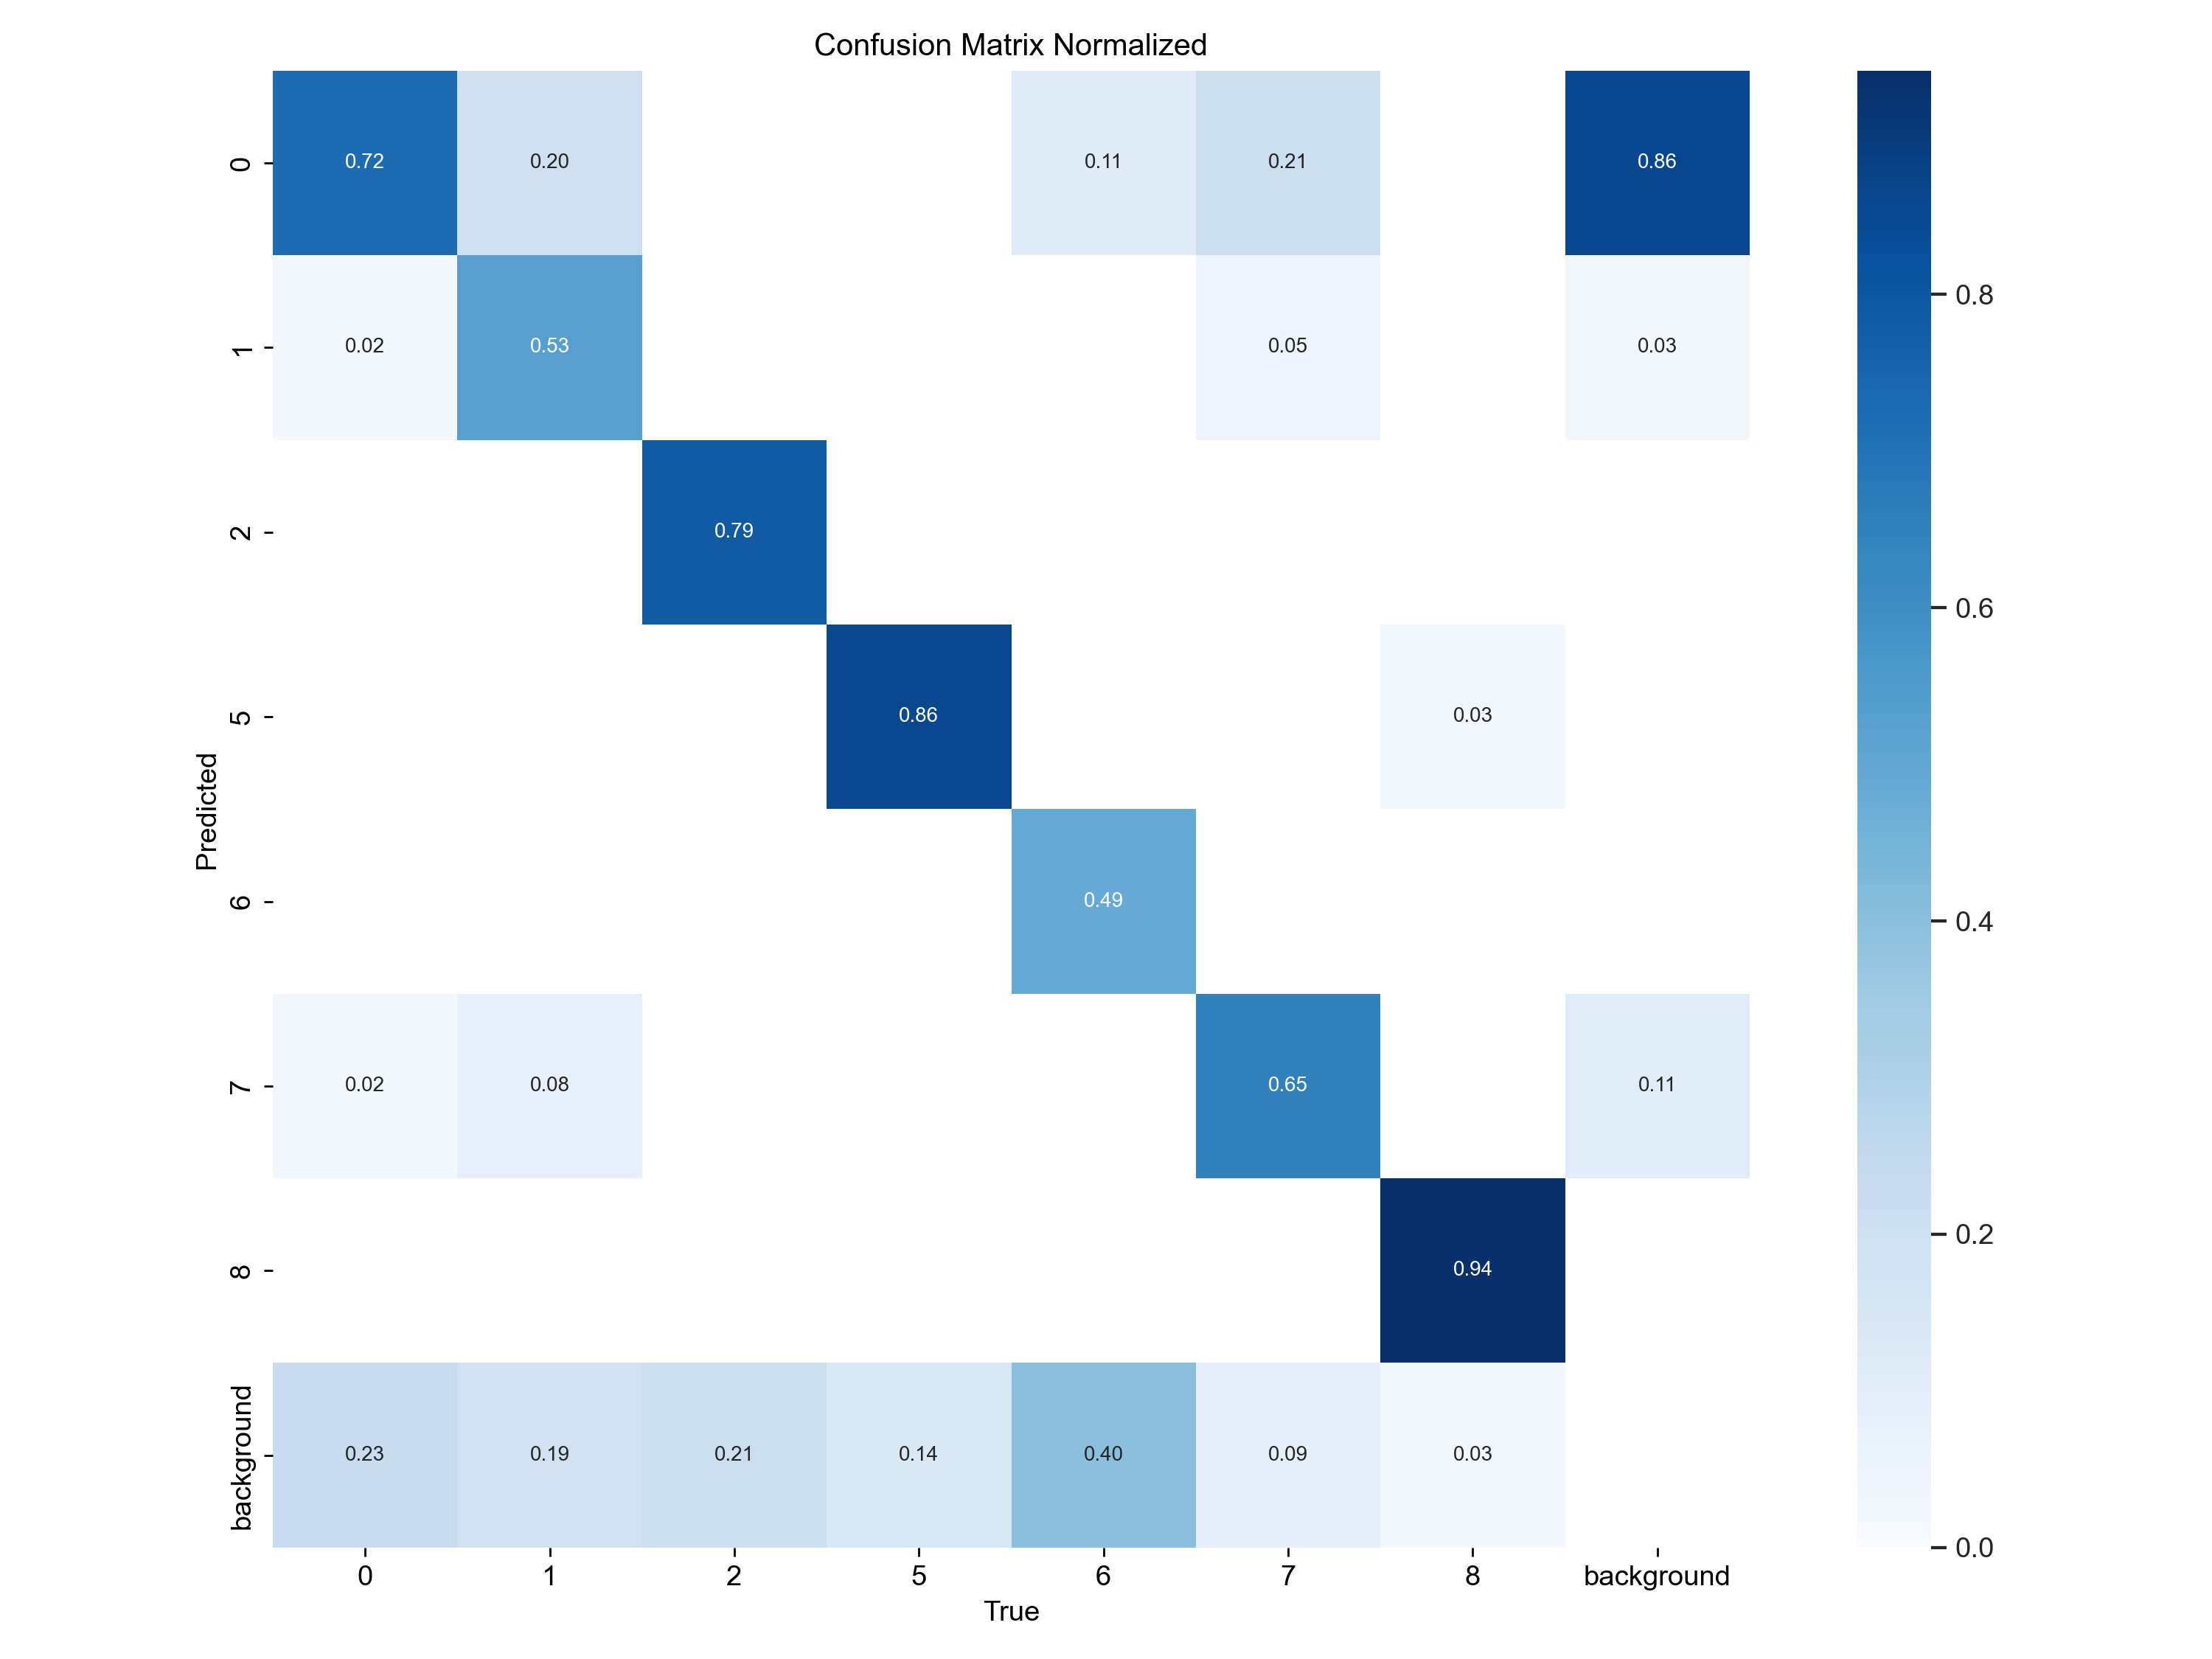 Confusion Matrix Normalized
0 0.72 0.20 0.11 0.21 0.86
1 0.02 0.53 0.05 0.03
2 0.79
5 0.86 0.03
6 0.49
7 0.02 0.08 0.65 0.11
8 0.94
background 0.23 0.19 0.21 0.14 0.40 0.09 0.03
0 1 2 5 6 7 8 background
True
Predicted
0.8
0.6
0.4
0.2
0.0